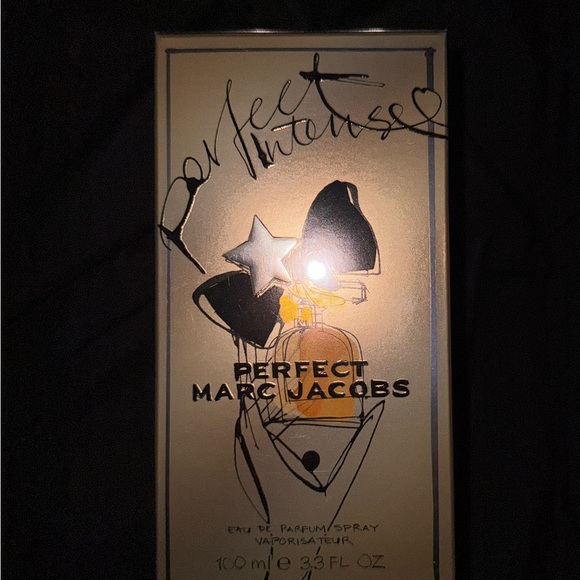 perfect
intense
PERFECT
MARC JACOBS
EAU DE PARFUM SPRAY
VAPORISATEUR
100 ml e 3.3 FL OZ